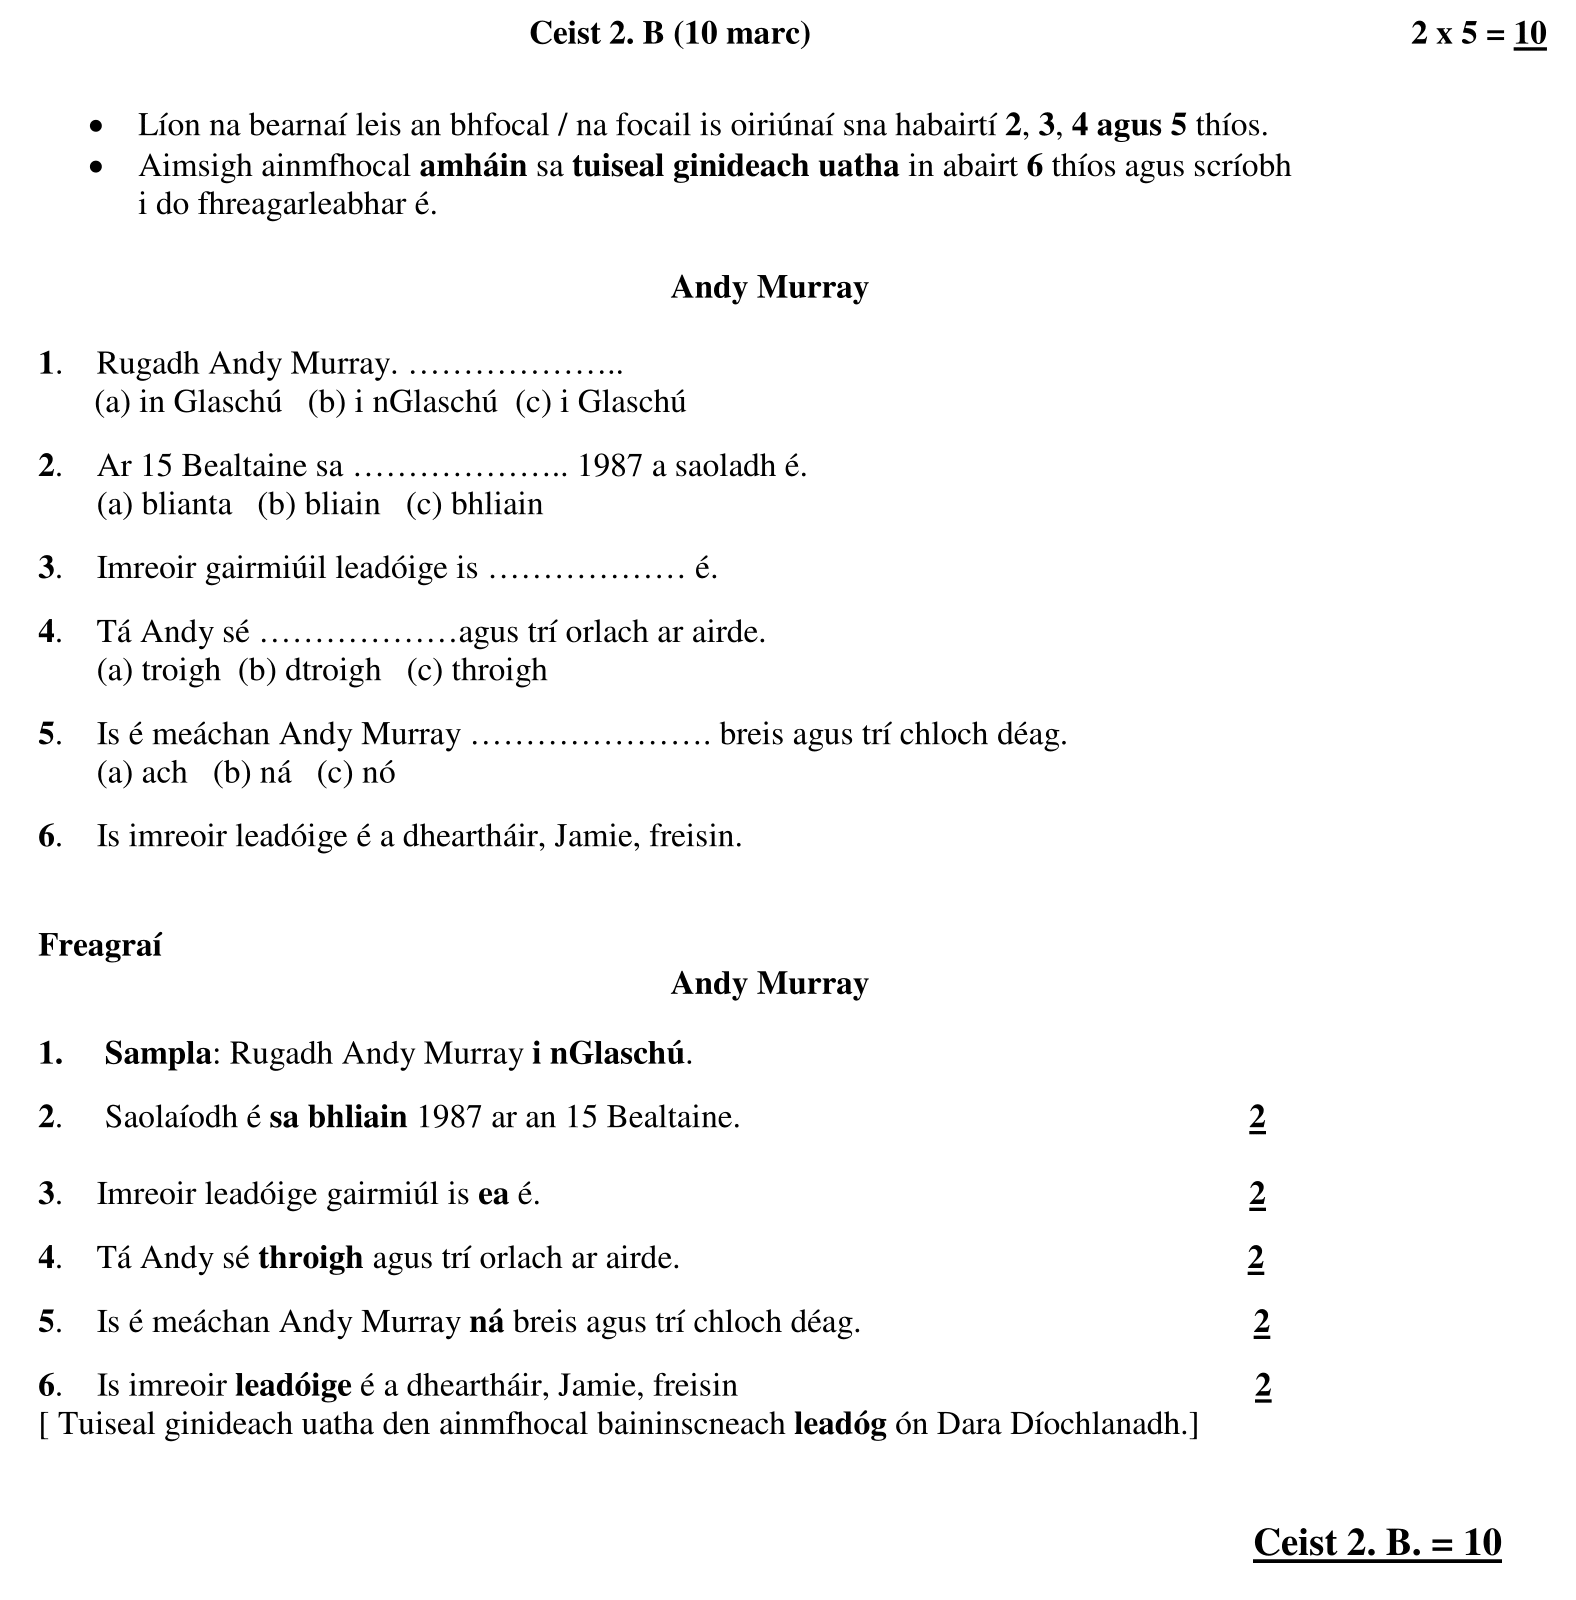 Ceist 2. B (10 marc) 2 x 5 = 10
• Líon na bearnaí leis an bhfocal / na focail is oiriúnaí sna habairtí 2, 3, 4 agus 5 thíos.
• Aimsigh ainmfhocal amháin sa tuiseal ginideach uatha in abairt 6 thíos agus scríobh
i do fhreagarleabhar é.
Andy Murray
1. Rugadh Andy Murray. ………………..
(a) in Glaschú (b) i nGlaschú (c) i Glaschú
2. Ar 15 Bealtaine sa ……………….. 1987 a saoladh é.
(a) blianta (b) bliain (c) bhliain
3. Imreoir gairmiúil leadóige is ……………… é.
4. Tá Andy sé ………………agus trí orlach ar airde.
(a) troigh (b) dtroigh (c) throigh
5. Is é meáchan Andy Murray …………………. breis agus trí chloch déag.
(a) ach (b) ná (c) nó
6. Is imreoir leadóige é a dheartháir, Jamie, freisin.
Freagraí
Andy Murray
1. Sampla: Rugadh Andy Murray i nGlaschú.
2. Saolaíodh é sa bhliain 1987 ar an 15 Bealtaine. 2
3. Imreoir leadóige gairmiúl is ea é. 2
4. Tá Andy sé throigh agus trí orlach ar airde. 2
5. Is é meáchan Andy Murray ná breis agus trí chloch déag. 2
6. Is imreoir leadóige é a dheartháir, Jamie, freisin 2
[ Tuiseal ginideach uatha den ainmfhocal baininscneach leadóg ón Dara Díochlanadh.]
Ceist 2. B. = 10